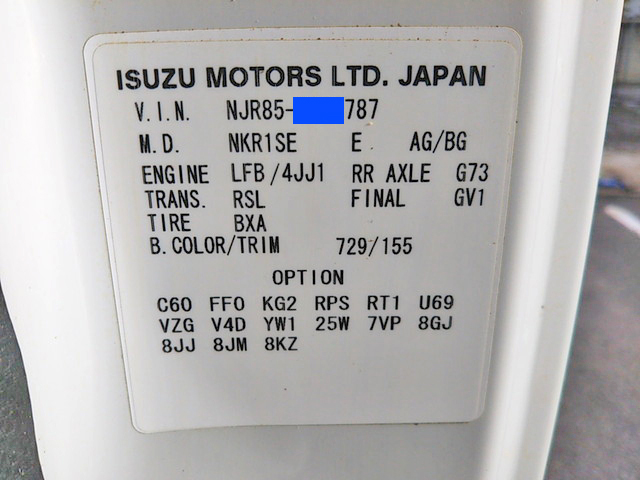 ISUZU MOTORS LTD. JAPAN
V.I.N. NJR85- 787
M.D. NKR1SE E AG/BG
ENGINE LFB/4JJ1 RR AXLE G73
TRANS. RSL FINAL GV1
TIRE BXA
B.COLOR/TRIM 729/155
OPTION
C60 FF0 KG2 RPS RT1 U69
VZG V4D YW1 25W 7VP 8GJ
8JJ 8JM 8KZ